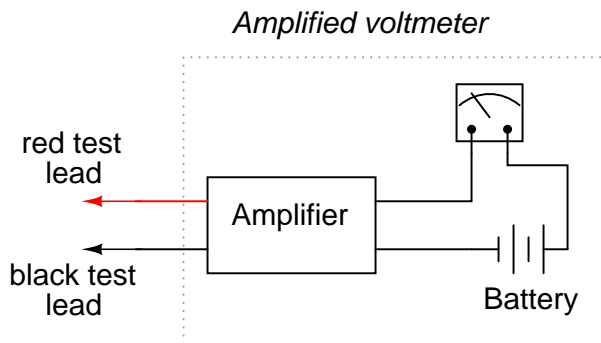 Amplified voltmeter
red test
lead
Amplifier
black test
lead
Battery